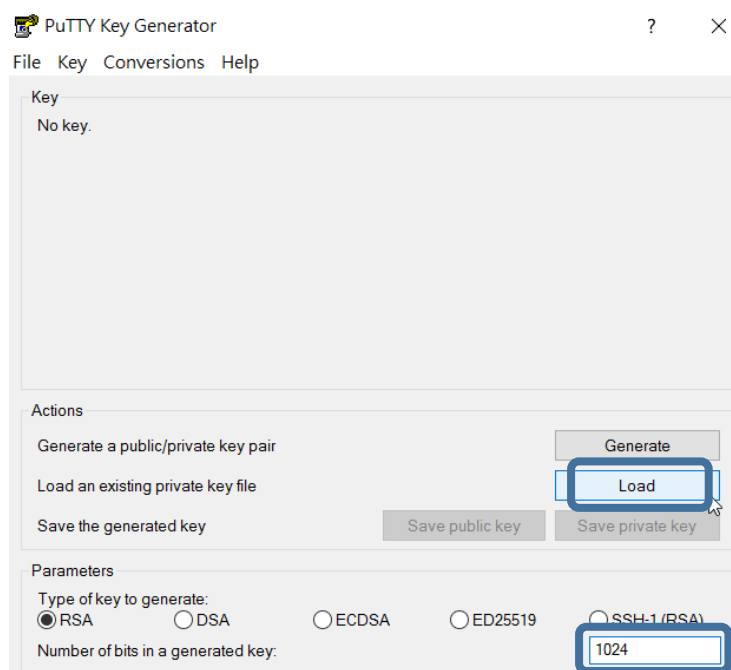 PuTTY Key Generator ?
File Key Conversions Help
Key
No key.
Actions
Generate a public/private key pair Generate
Load an existing private key file Load
Save the generated key Save public key Save private key
Parameters
Type of key to generate:
RSA DSA ECDSA ED25519 SSH-1 (RSA)
Number of bits in a generated key: 1024